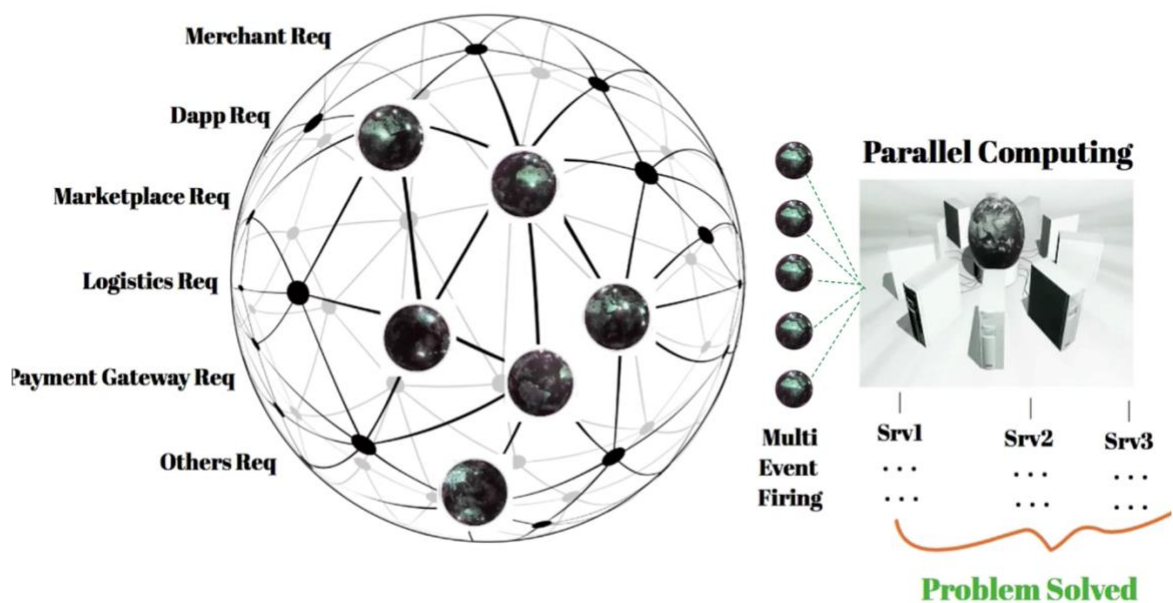 Merchant Req
Dapp Req
Marketplace Req
Logistics Req
Payment Gateway Req
Others Req
Multi
Event
Firing
Parallel Computing
Srv1
Srv2
Srv3
... ... ...
... ... ...
Problem Solved